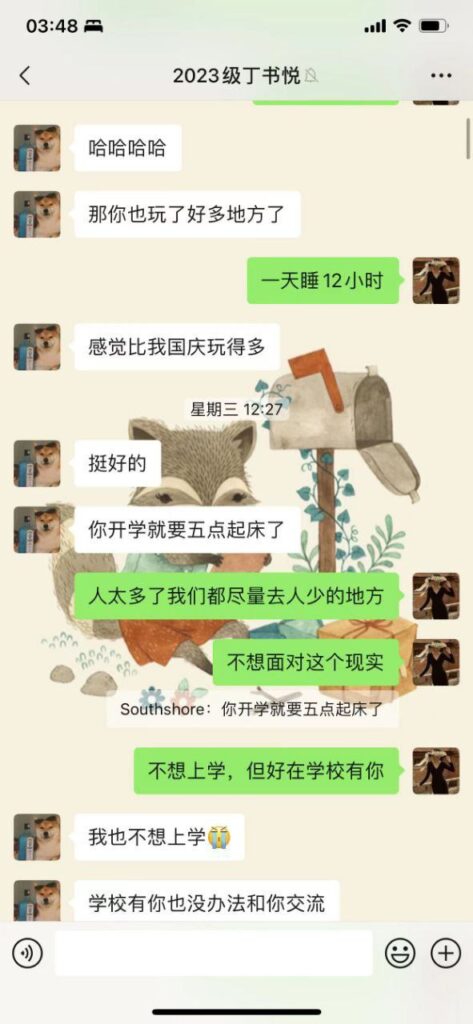 03:48
2023级丁书悦
哈哈哈哈
那你也玩了好多地方了
一天睡12小时
感觉比我国庆玩得多
星期三 12:27
挺好的
你开学就要五点起床了
人太多了我们都尽量去人少的地方
不想面对这个现实
Southshore：你开学就要五点起床了
不想上学，但好在学校有你
我也不想上学😭
学校有你也没办法和你交流